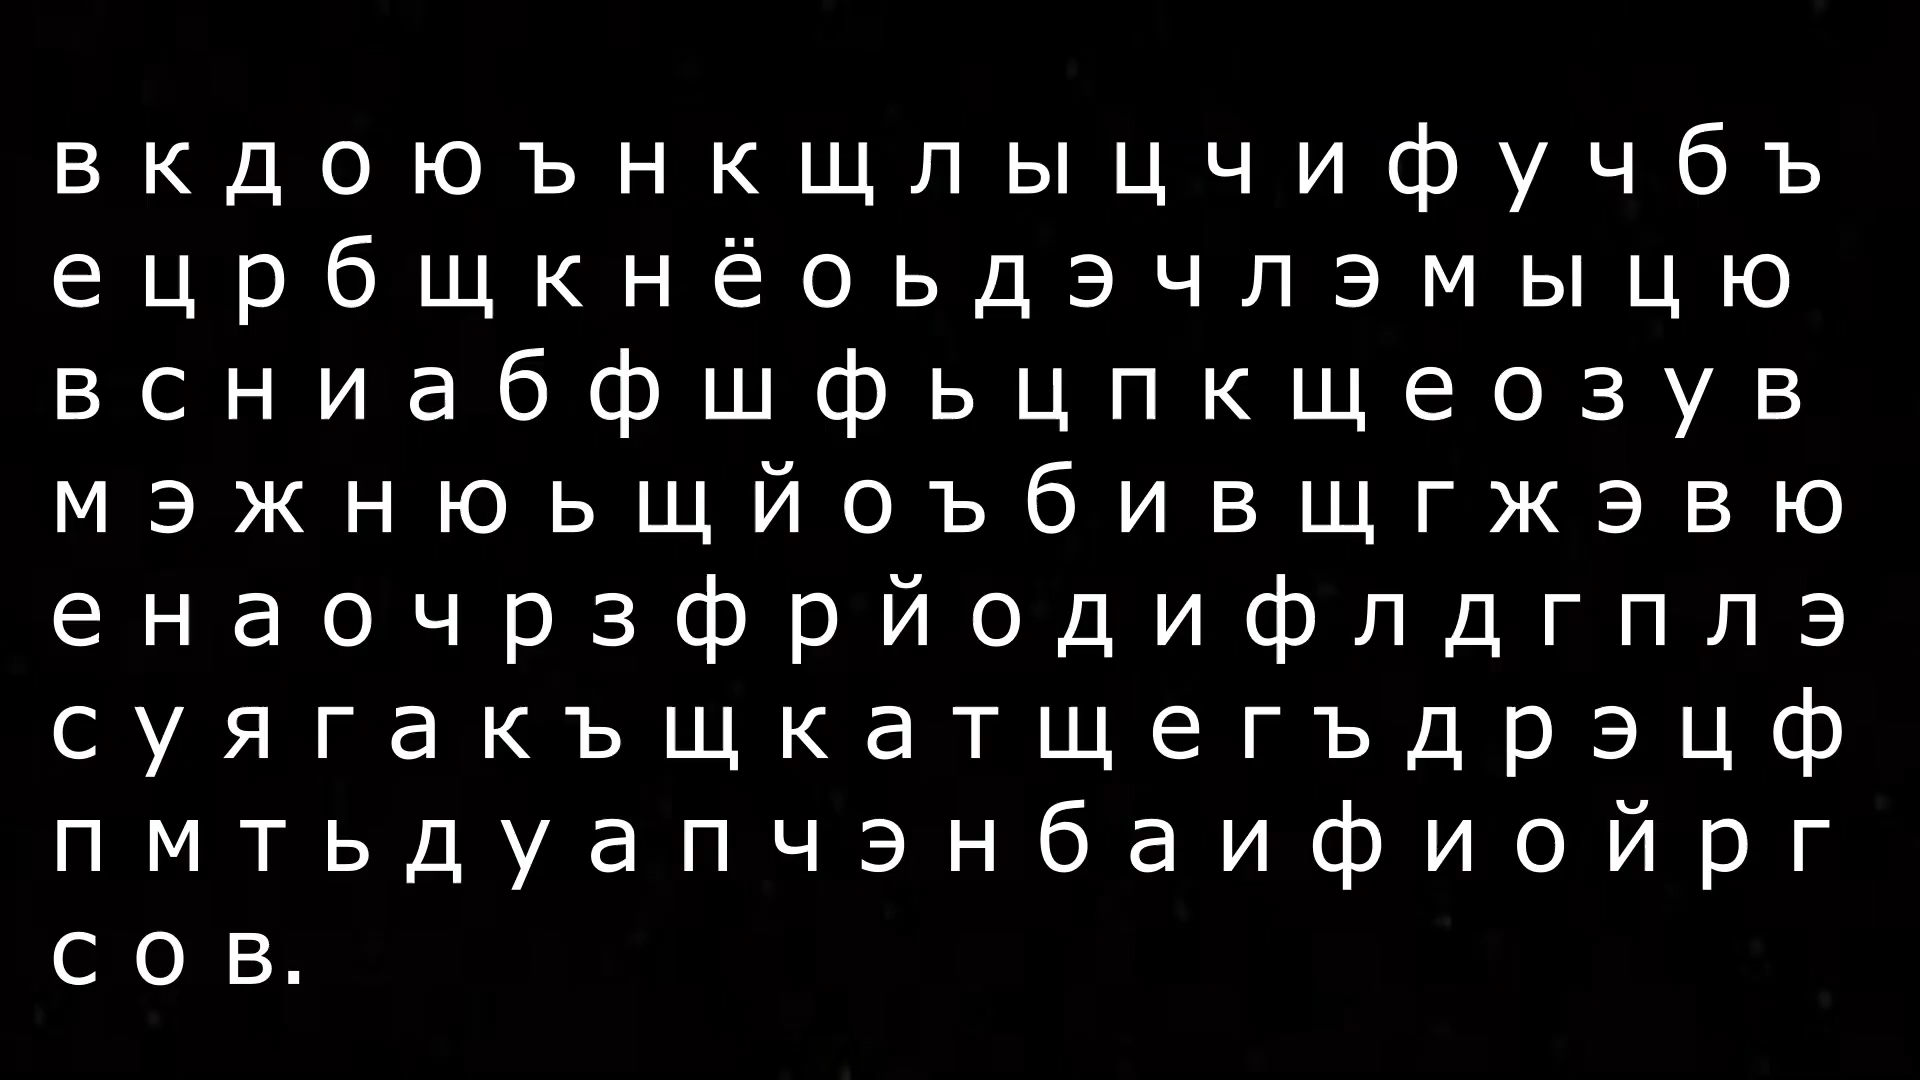 в к д о ю ъ н к щ л ы ц ч и ф у ч б ъ
е ц р б щ к н ё о ь д э ч л э м ы ц ю
в с н и а б ф ш ф ь ц п к щ е о з у в
м э ж н ю ь щ й о ъ б и в щ г ж э в ю
е н а о ч р з ф р й о д и ф л д г п л э
с у я г а к ъ щ к а т щ е г ъ д р э ц ф
п м т ь д у а п ч э н б а и ф и о й р г
с о в.